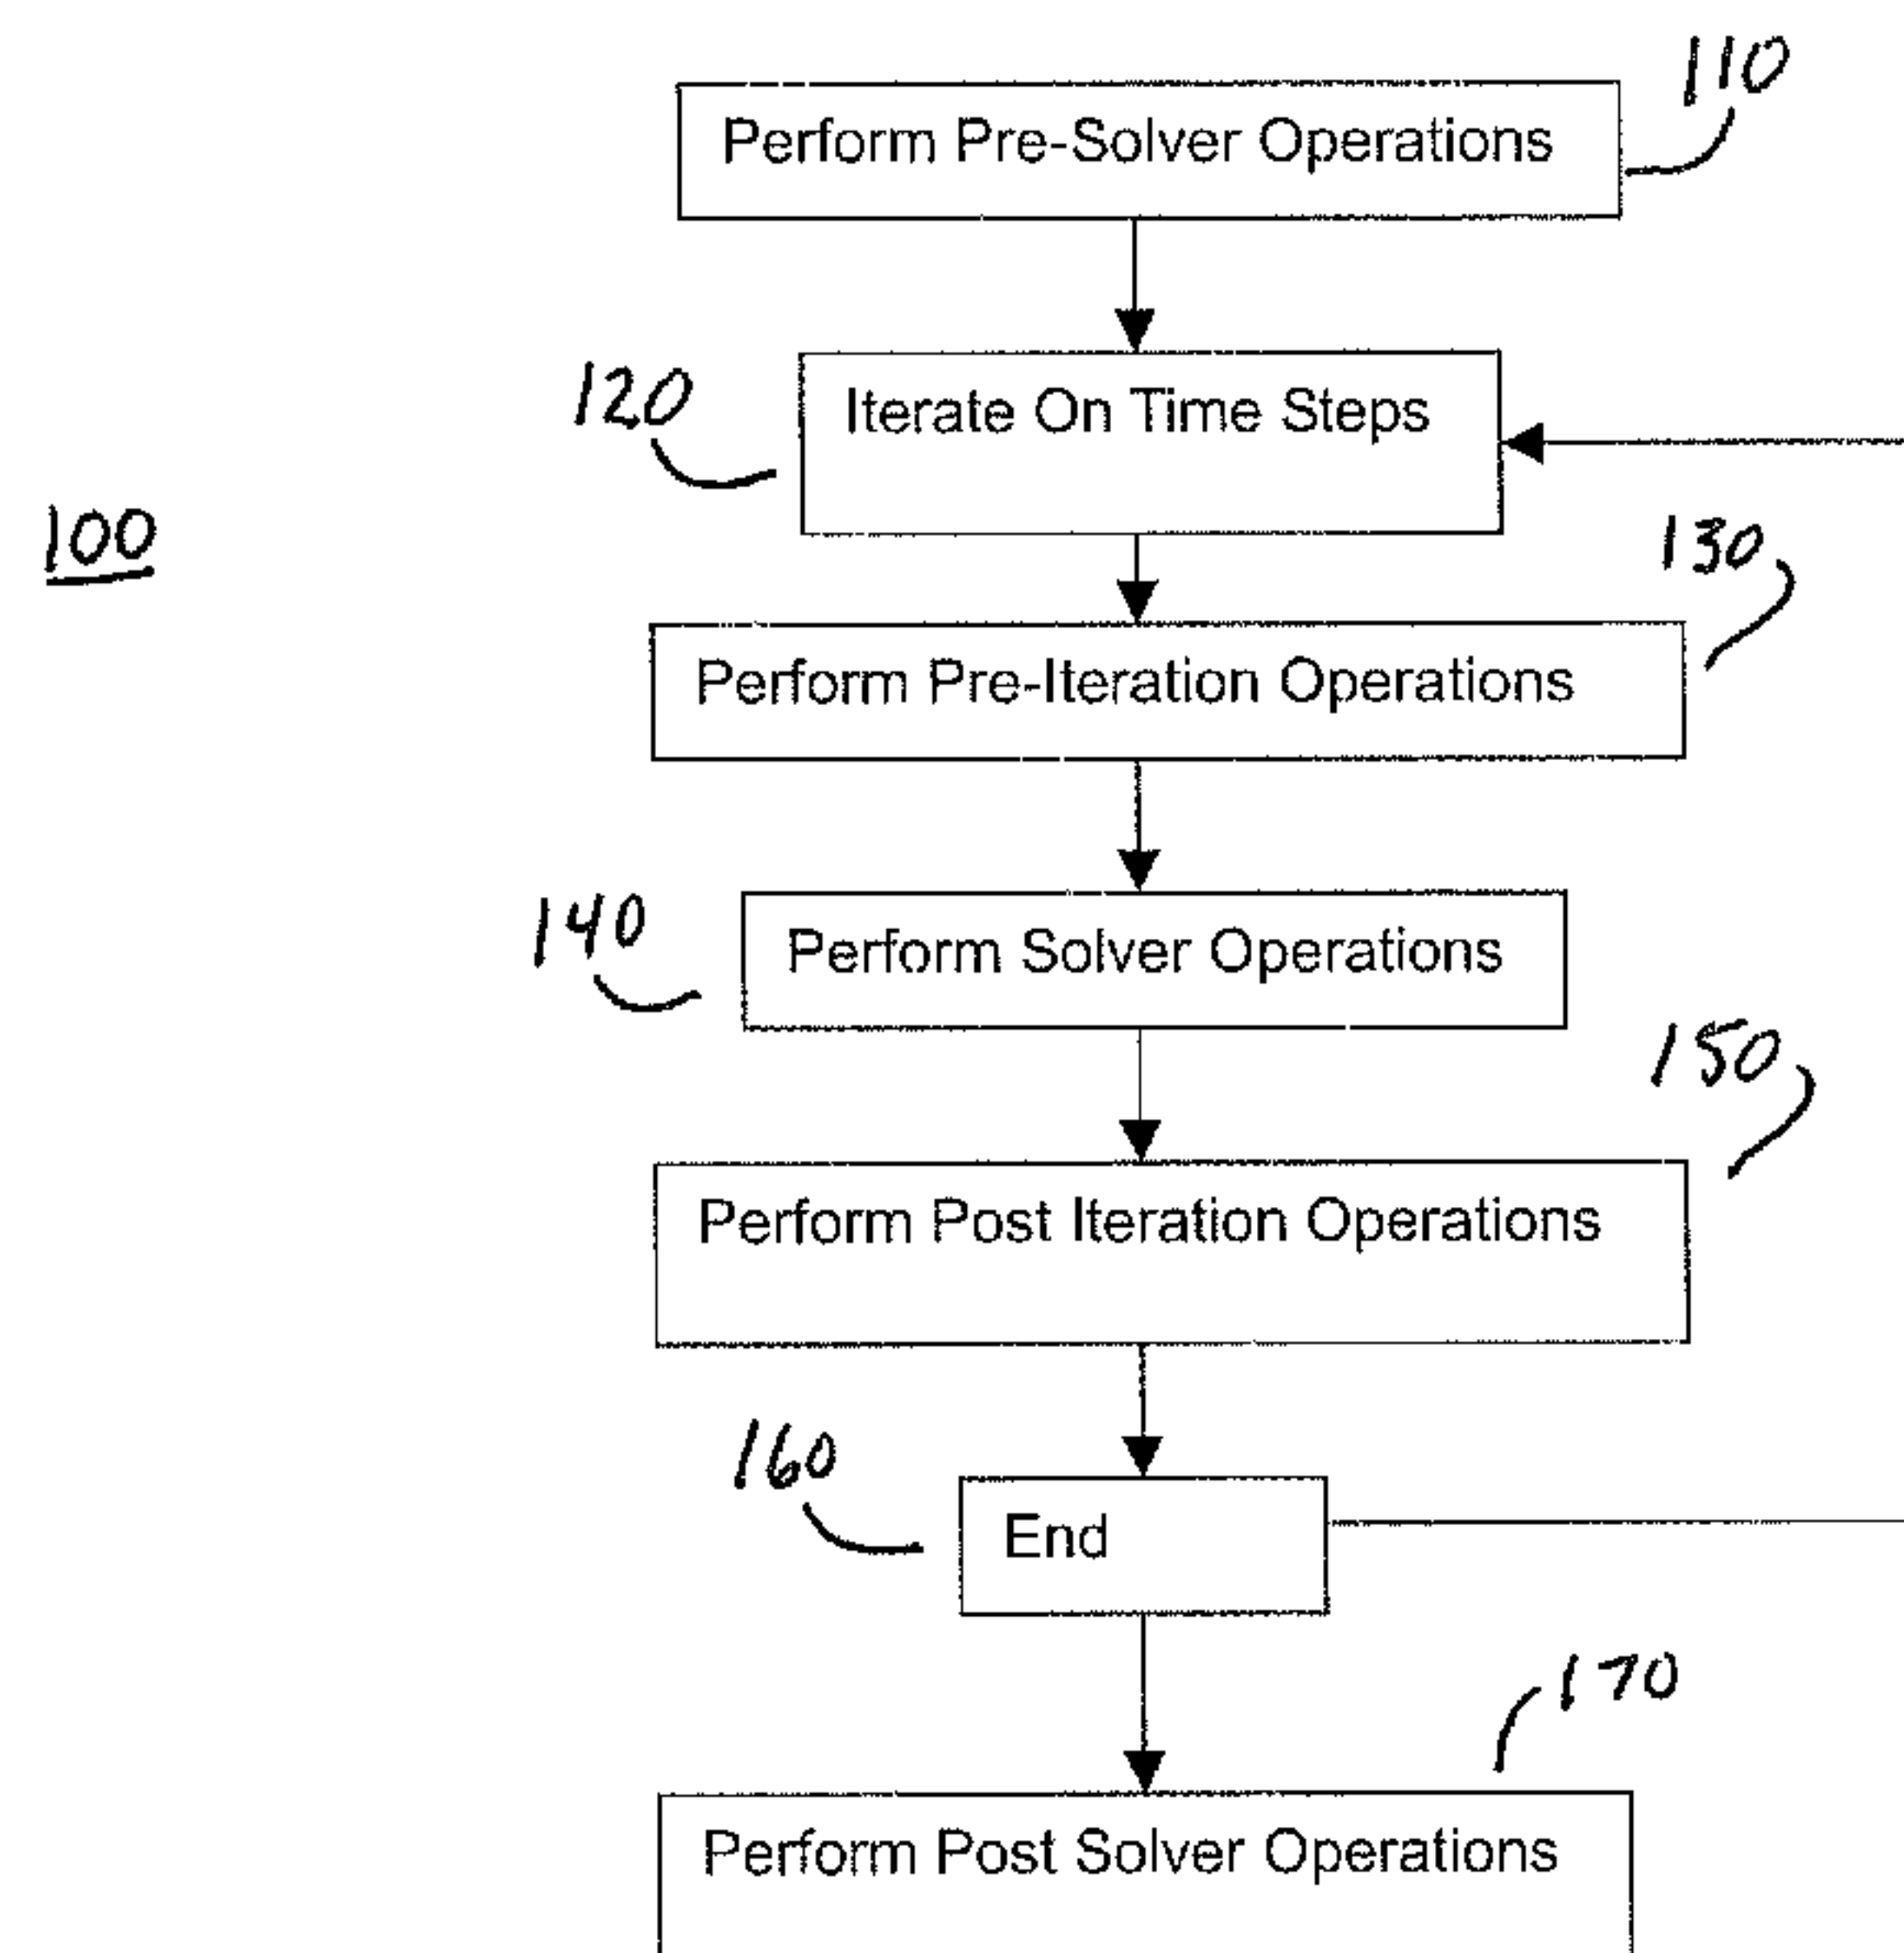 110
Perform Pre-Solver Operations
120
Iterate On Time Steps
100
130
Perform Pre-Iteration Operations
140
Perform Solver Operations
150
Perform Post Iteration Operations
160
End
170
Perform Post Solver Operations